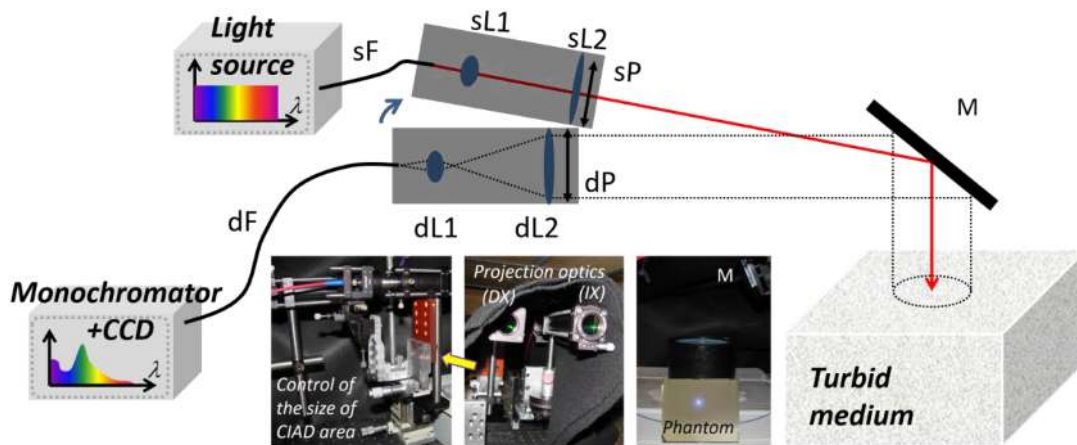 Light
source
λ
sF
sL1
sL2
sP
M
dF
dL1
dL2
dP
Monochromator
+CCD
λ
Control of
the size of
CIAD area
Projection optics
(DX) (IX)
M
Phantom
Turbid
medium